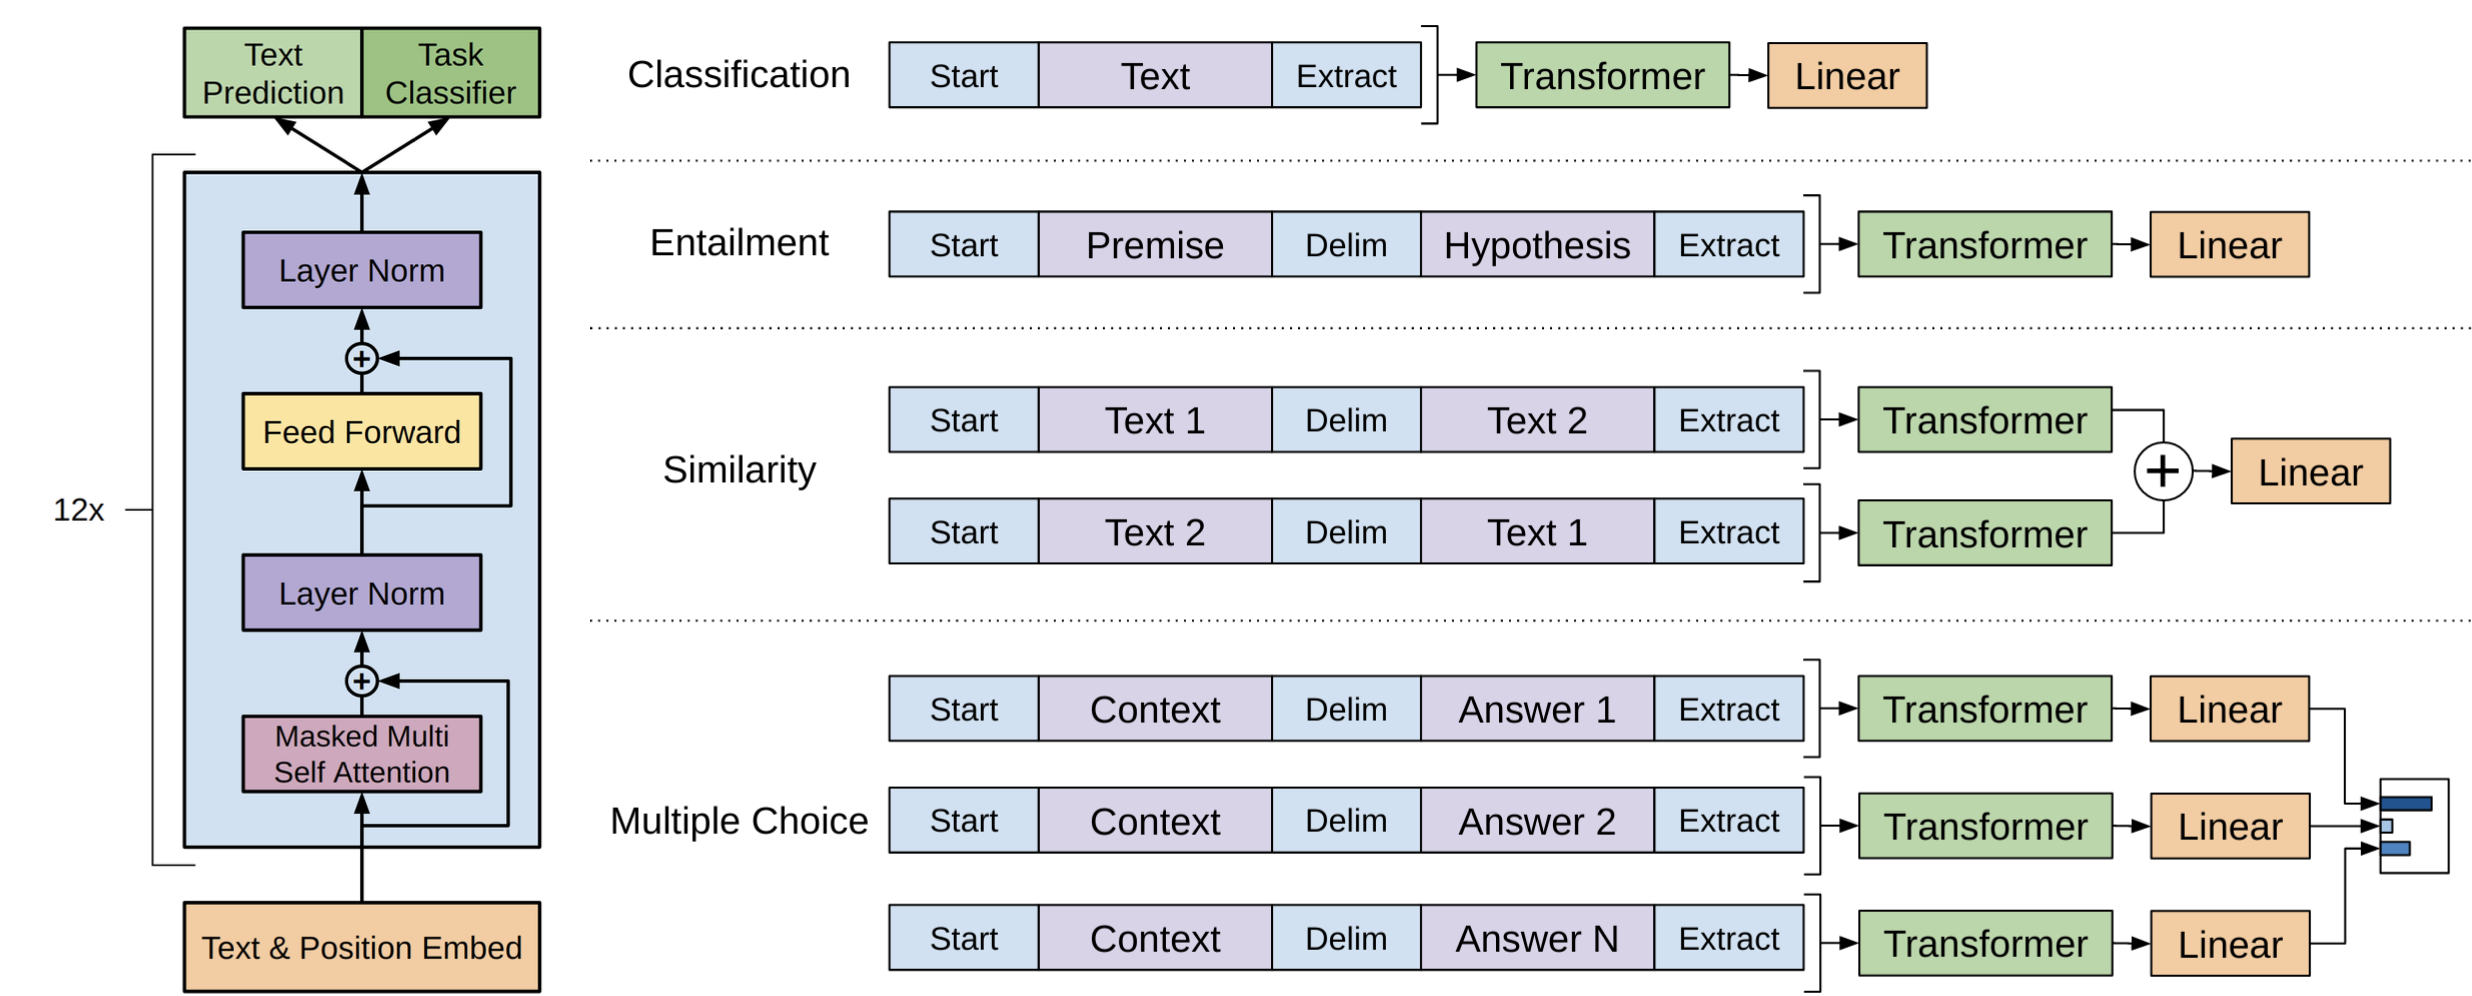 Text
Prediction
Task
Classifier
12x
Layer Norm
+
Feed Forward
Layer Norm
+
Masked Multi
Self Attention
Text & Position Embed
Classification
Start Text Extract Transformer Linear
Entailment
Start Premise Delim Hypothesis Extract Transformer Linear
Similarity
Start Text 1 Delim Text 2 Extract Transformer
Start Text 2 Delim Text 1 Extract Transformer
+
Linear
Multiple Choice
Start Context Delim Answer 1 Extract Transformer Linear
Start Context Delim Answer 2 Extract Transformer Linear
Start Context Delim Answer N Extract Transformer Linear